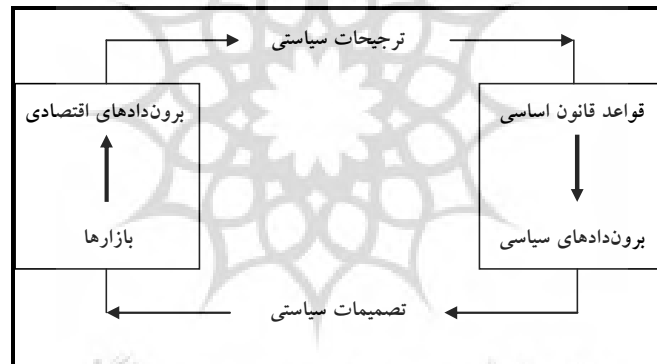 ترجیحات سیاستی
قواعد قانون اساسی
برون‌دادهای اقتصادی
برون‌دادهای سیاسی
بازارها
تصمیمات سیاستی